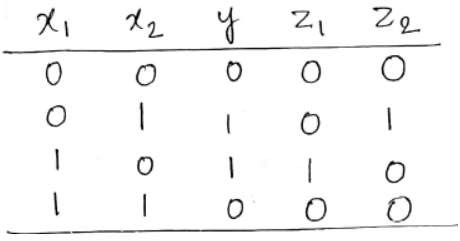 x₁ x₂ y z₁ z₂
0 0 0 0 0
0 1 1 0 1
1 0 1 1 0
1 1 0 0 0